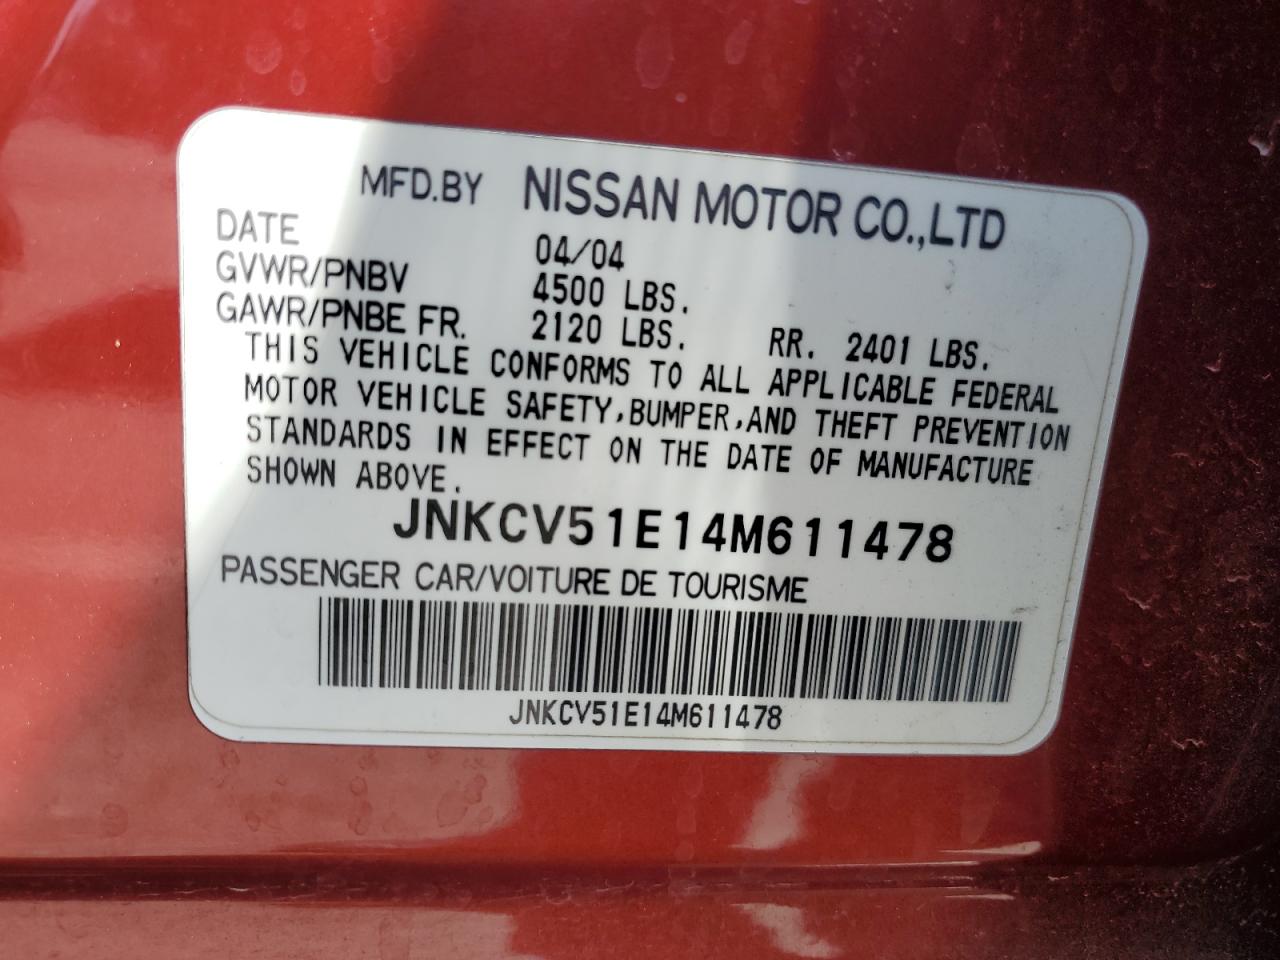 MFD.BY NISSAN MOTOR CO.,LTD
DATE 04/04
GVWR/PNBV 4500 LBS.
GAWR/PNBE FR. 2120 LBS. RR. 2401 LBS.
THIS VEHICLE CONFORMS TO ALL APPLICABLE FEDERAL
MOTOR VEHICLE SAFETY,BUMPER,AND THEFT PREVENTION
STANDARDS IN EFFECT ON THE DATE OF MANUFACTURE
SHOWN ABOVE.
JNKCV51E14M611478
PASSENGER CAR/VOITURE DE TOURISME
JNKCV51E14M611478